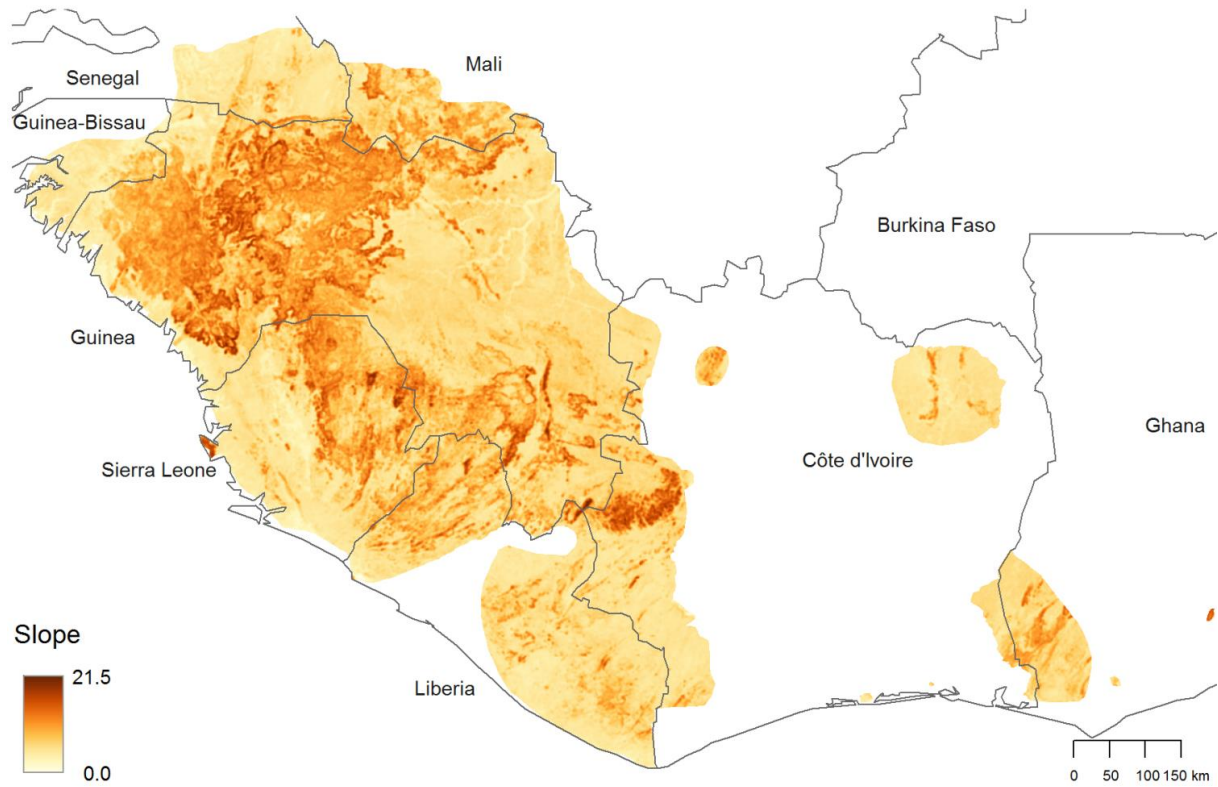 Mali
Senegal
Guinea-Bissau
Burkina Faso
Guinea
Ghana
Côte d'Ivoire
Sierra Leone
Slope
21.5
Liberia
0.0
0 50 100 150 km